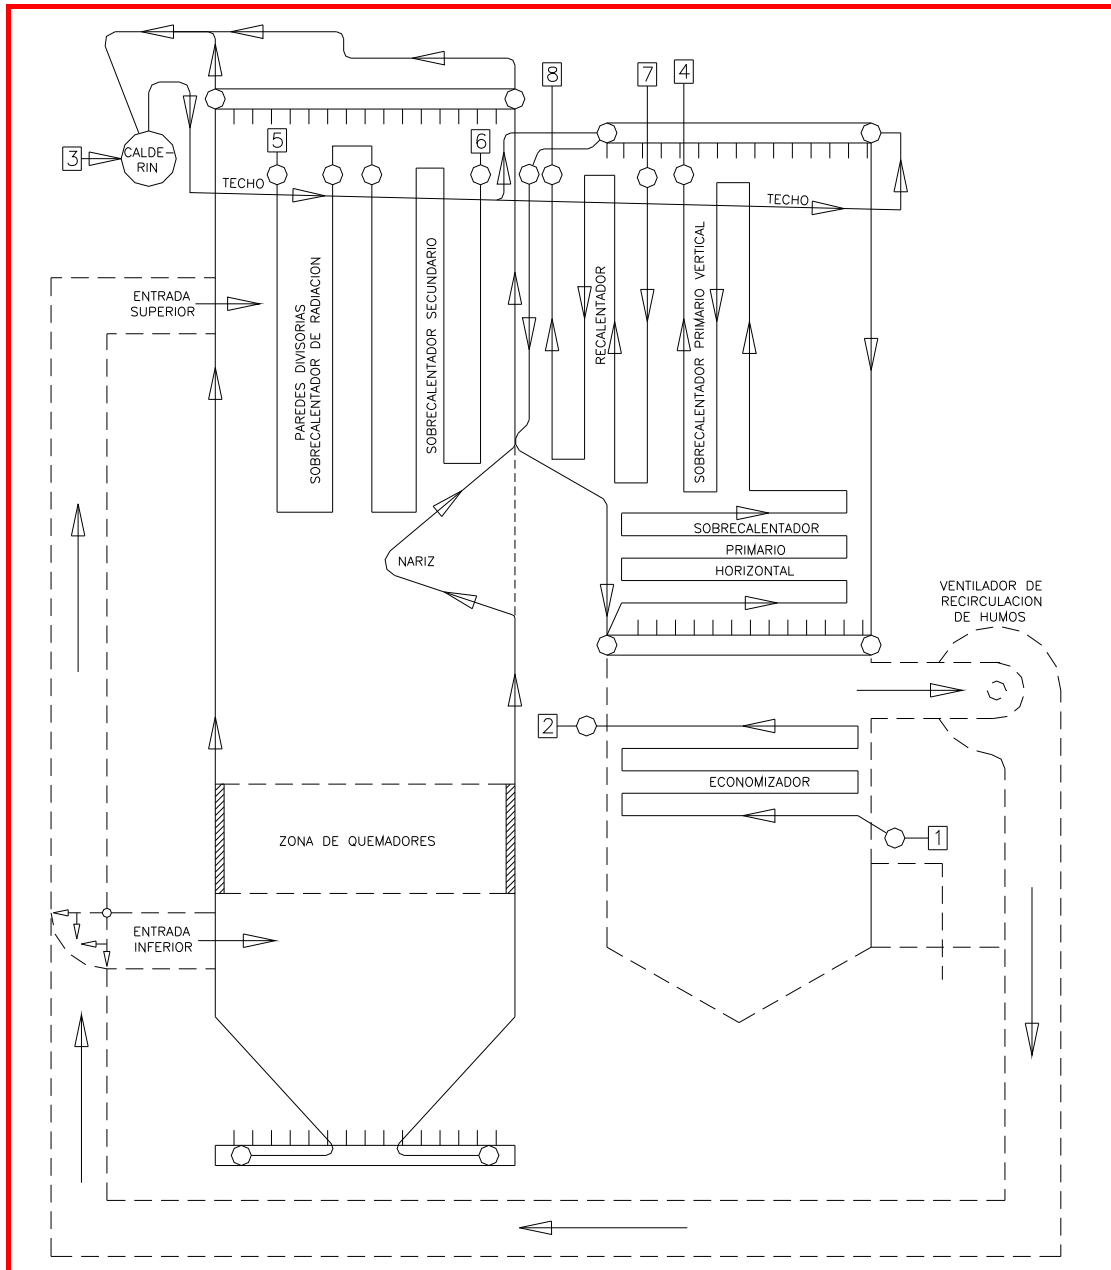 8
7
4
5
6
3
CALDE-
RIN
TECHO
TECHO
ENTRADA
SUPERIOR
PAREDES DIVISORIAS
SOBRECALENTADOR DE RADIACION
SOBRECALENTADOR SECUNDARIO
RECALENTADOR
SOBRECALENTADOR PRIMARIO VERTICAL
NARIZ
SOBRECALENTADOR
PRIMARIO
HORIZONTAL
VENTILADOR DE
RECIRCULACION
DE HUMOS
2
ECONOMIZADOR
1
ZONA DE QUEMADORES
ENTRADA
INFERIOR